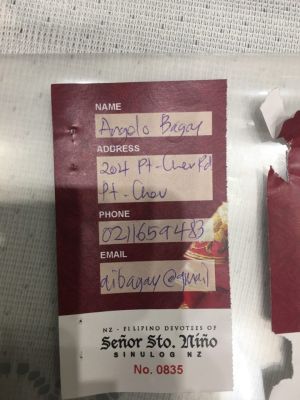 NAME
Angelo Bagay
ADDRESS
204 Pt-Chev Rd
Pt-Chev
PHONE
0211659483
EMAIL
aibagay@gmail
NZ - FILIPINO DEVOTEES OF
Señor Sto. Niño
SINULOG NZ
No. 0835